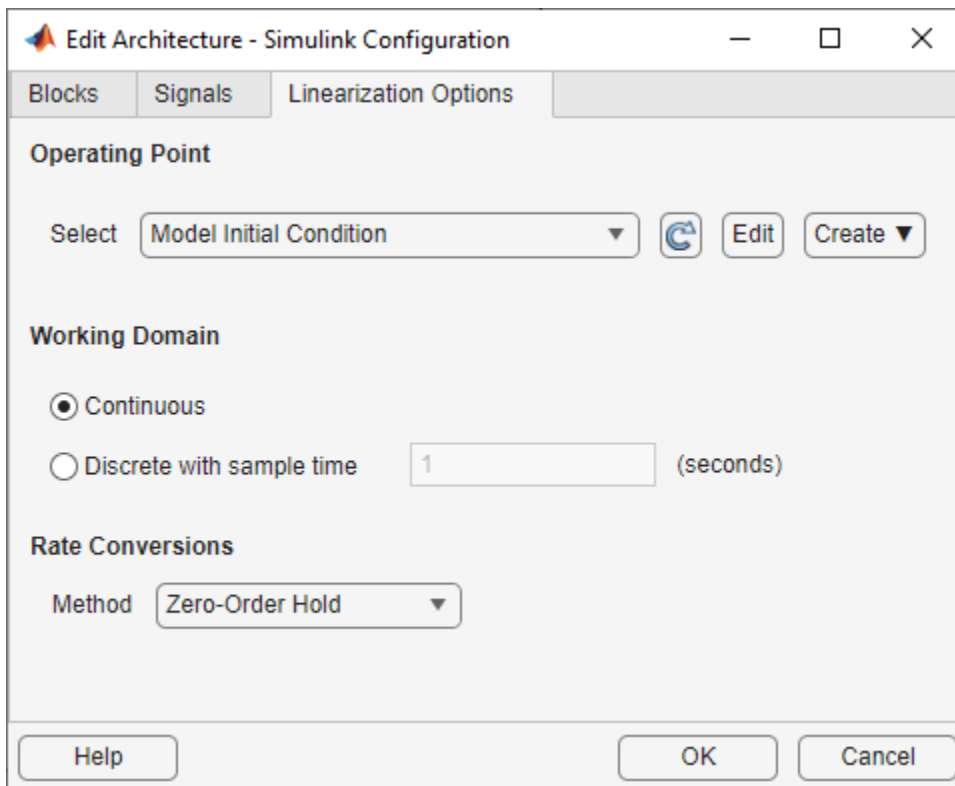 Edit Architecture - Simulink Configuration
Blocks Signals Linearization Options
Operating Point
Select Model Initial Condition Edit Create
Working Domain
Continuous
Discrete with sample time 1 (seconds)
Rate Conversions
Method Zero-Order Hold
Help OK Cancel